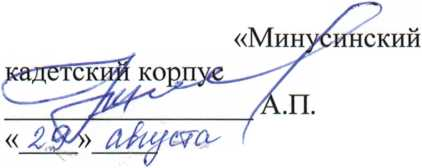 «Минусинский
кадетский корпус
А.П.
«29» августа